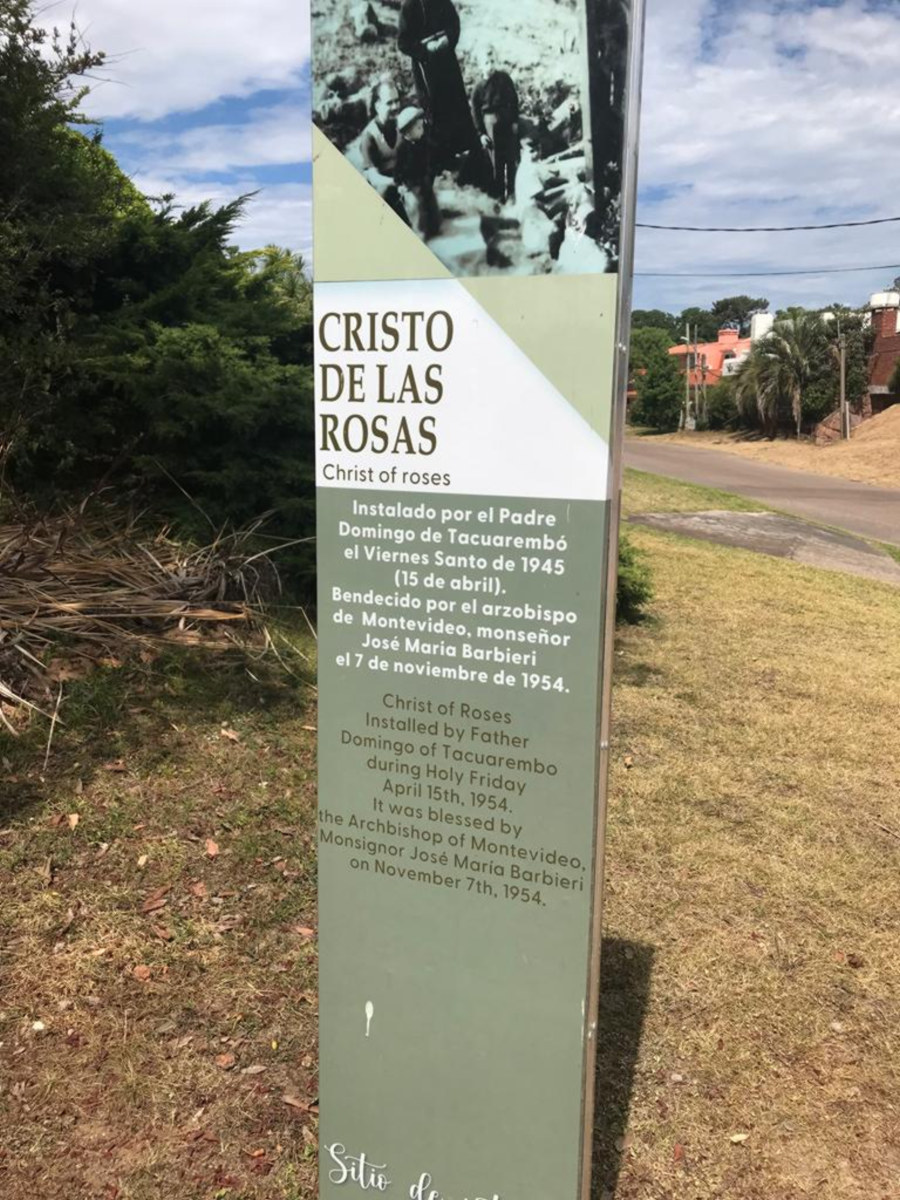 CRISTO
DE LAS
ROSAS
Christ of roses
Instalado por el Padre
Domingo de Tacuarembó
el Viernes Santo de 1945
(15 de abril).
Bendecido por el arzobispo
de Montevideo, monseñor
José Maria Barbieri
el 7 de noviembre de 1954.
Christ of Roses
Installed by Father
Domingo of Tacuarembo
during Holy Friday
April 15th, 1954.
It was blessed by
the Archbishop of Montevideo,
Monsignor José María Barbieri
on November 7th, 1954.
Sitio de